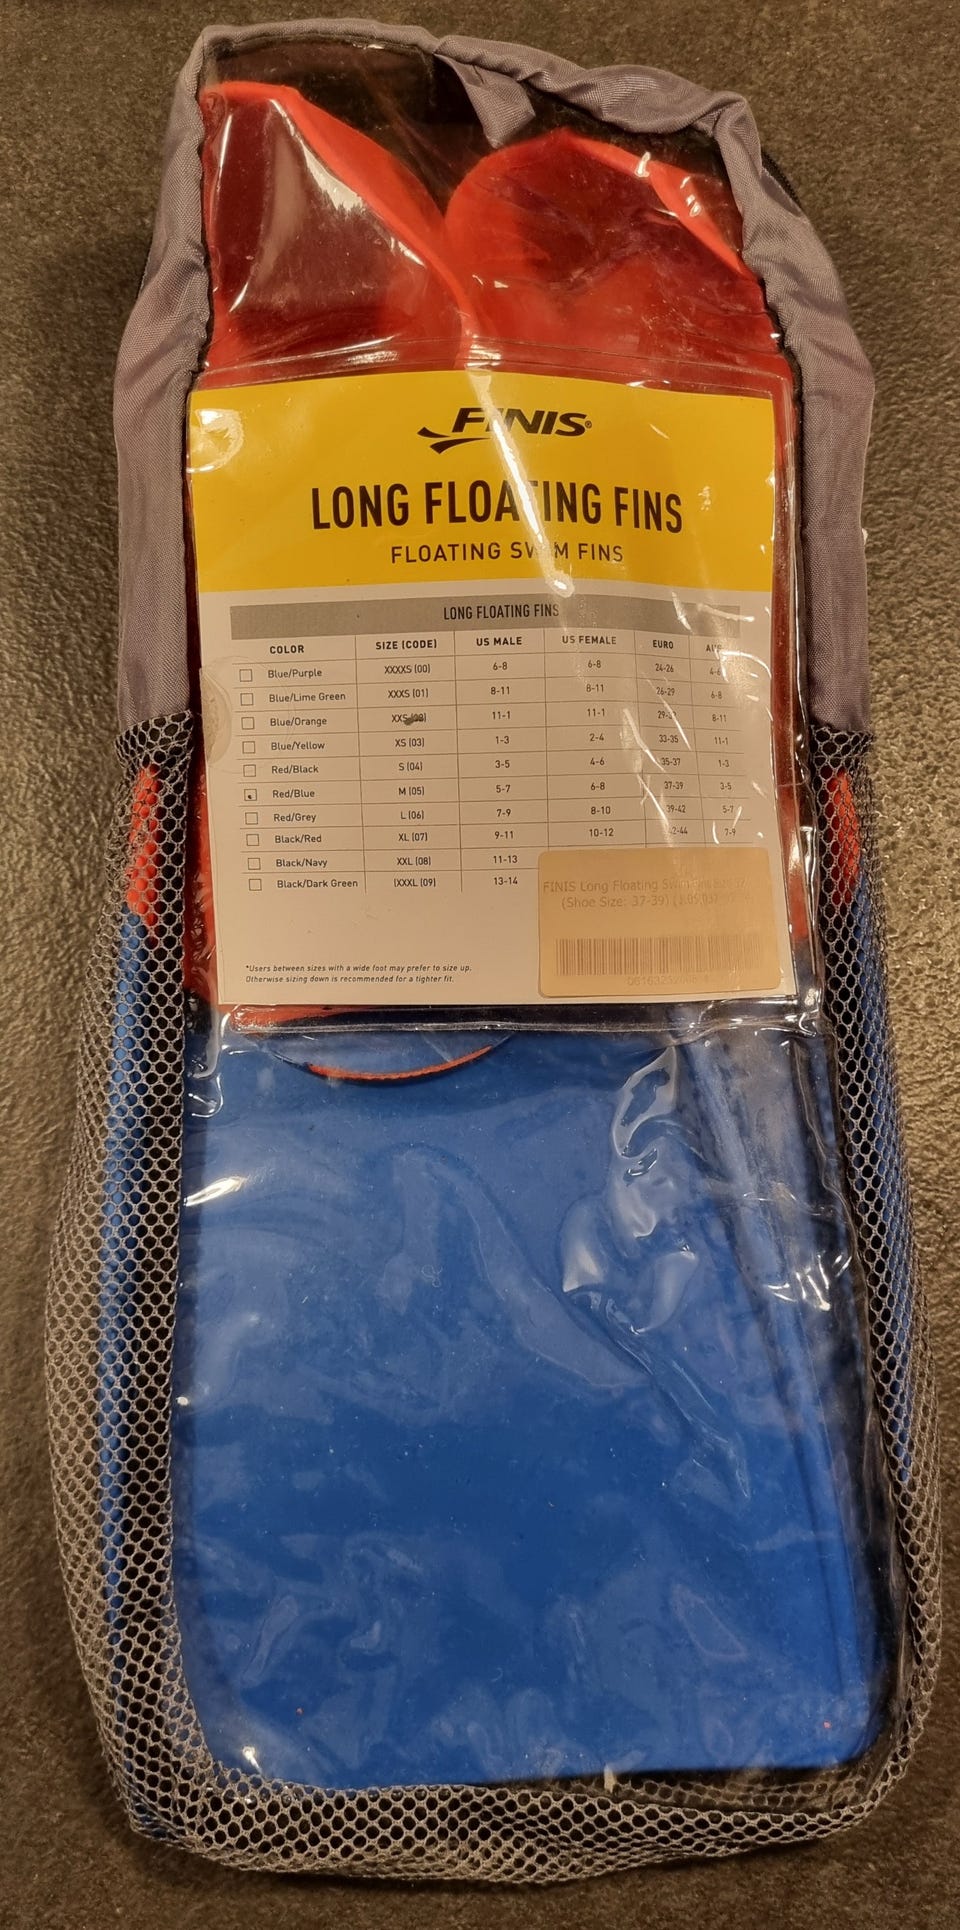 FINIS®
LONG FLOATING FINS
FLOATING SWIM FINS
LONG FLOATING FINS
COLOR SIZE (CODE) US MALE US FEMALE EURO
Blue/Purple XXXXS (00) 6-8 6-8 24-26 4-6
Blue/Lime Green XXXS (01) 8-11 8-11 26-29 6-8
Blue/Orange XXS 11-1 11-1 8-11
Blue/Yellow XS (03) 1-3 2-4 33-35 11-1
Red/Black S (04) 3-5 4-6 35-37 1-3
Red/Blue M (05) 5-7 6-8 37-39 3-5
Red/Grey L (06) 7-9 8-10 39-42 5-7
Black/Red XL (07) 9-11 10-12 7-9
Black/Navy XXL (08) 11-13
Black/Dark Green (XXXL (09) 13-14
*Users between sizes with a wide foot may prefer to size up.
Otherwise sizing down is recommended for a tighter fit.
FINIS Long Floating
(Shoe Size: 37-39)